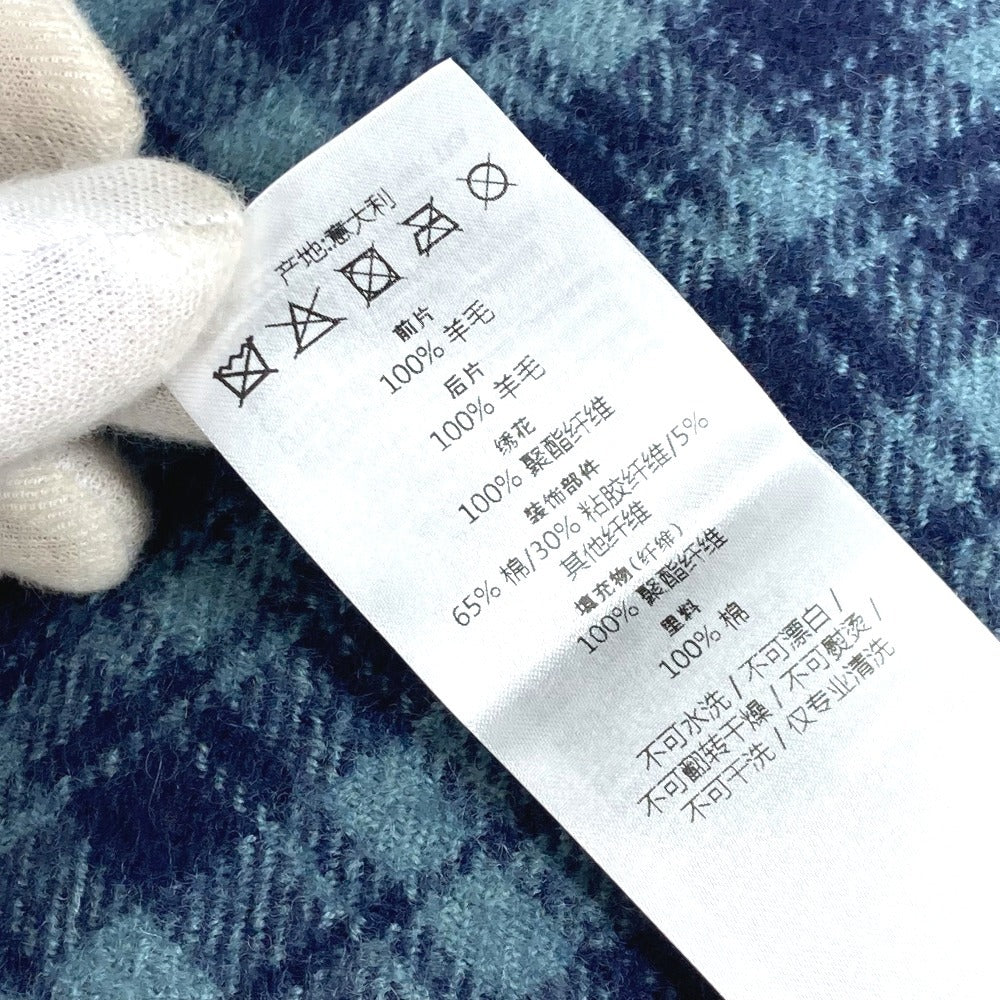 产地:意大利
前片
100% 羊毛
后片
100% 羊毛
绣花
100% 聚酯纤维
装饰部件
65% 棉/30% 粘胶纤维/5%
其他纤维
填充物(纤维)
100% 聚酯纤维
里料
100% 棉
不可水洗 / 不可漂白 /
不可翻转干燥 / 不可熨烫 /
不可干洗 / 仅专业清洗